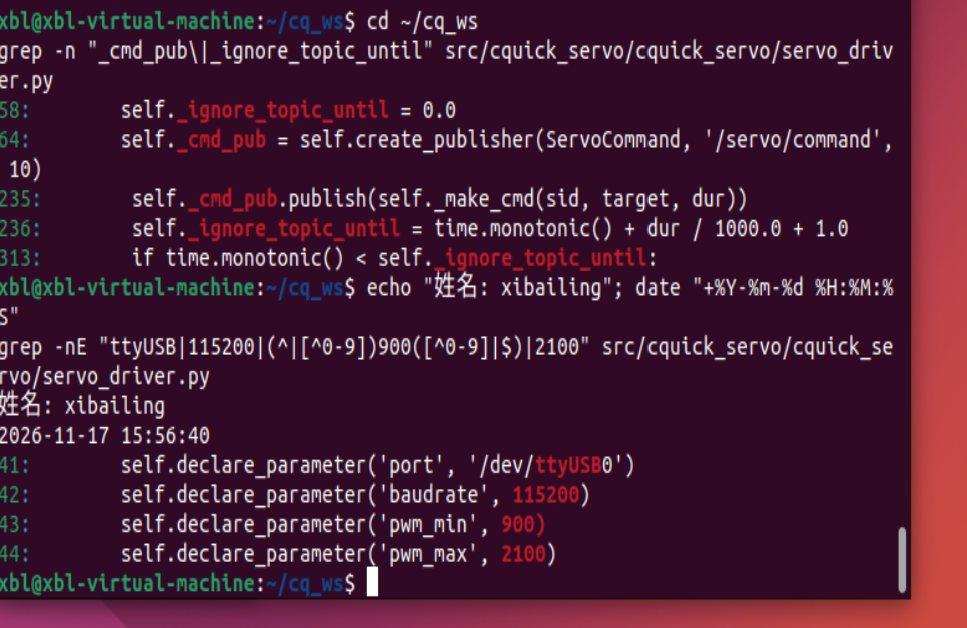 xbl@xbl-virtual-machine:~/cq_ws$ cd ~/cq_ws
grep -n "_cmd_pub\|_ignore_topic_until" src/cquick_servo/cquick_servo/servo_driv
er.py
58:        self._ignore_topic_until = 0.0
64:        self._cmd_pub = self.create_publisher(ServoCommand, '/servo/command',
 10)
235:            self._cmd_pub.publish(self._make_cmd(sid, target, dur))
236:            self._ignore_topic_until = time.monotonic() + dur / 1000.0 + 1.0
313:            if time.monotonic() < self._ignore_topic_until:
xbl@xbl-virtual-machine:~/cq_ws$ echo "姓名: xibailing"; date "+%Y-%m-%d %H:%M:%
S"
grep -nE "ttyUSB|115200|(^|[^0-9])900([^0-9]|$)|2100" src/cquick_servo/cquick_se
rvo/servo_driver.py
姓名: xibailing
2026-11-17 15:56:40
41:        self.declare_parameter('port', '/dev/ttyUSB0')
42:        self.declare_parameter('baudrate', 115200)
43:        self.declare_parameter('pwm_min', 900)
44:        self.declare_parameter('pwm_max', 2100)
xbl@xbl-virtual-machine:~/cq_ws$